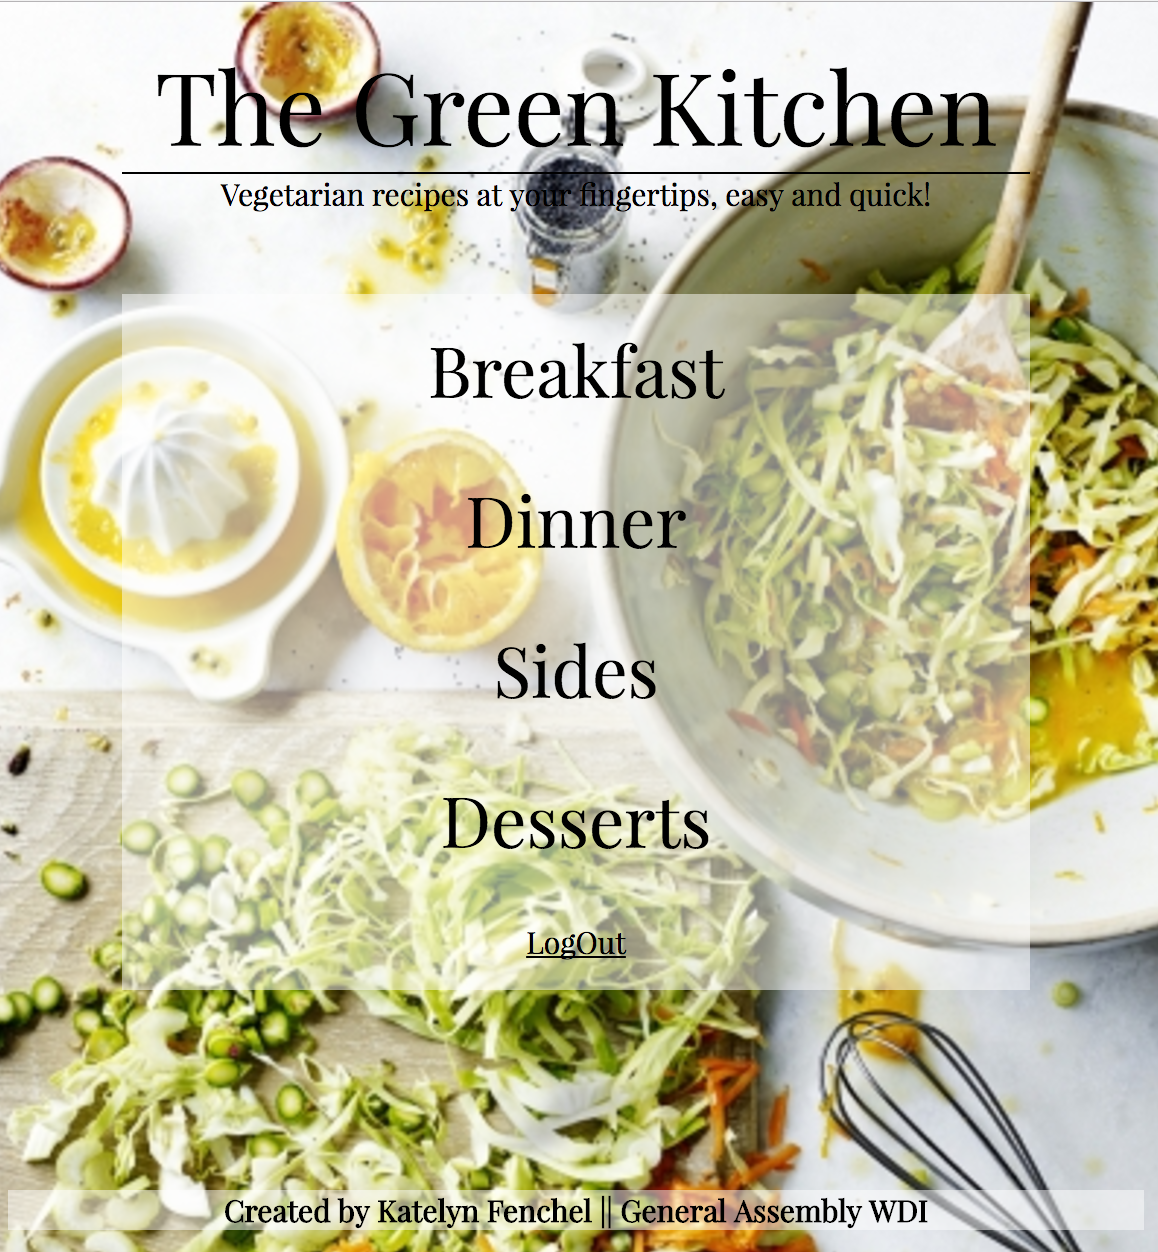 The Green Kitchen
Vegetarian recipes at your fingertips, easy and quick!
Breakfast
Dinner
Sides
Desserts
LogOut
Created by Katelyn Fenchel || General Assembly WDI